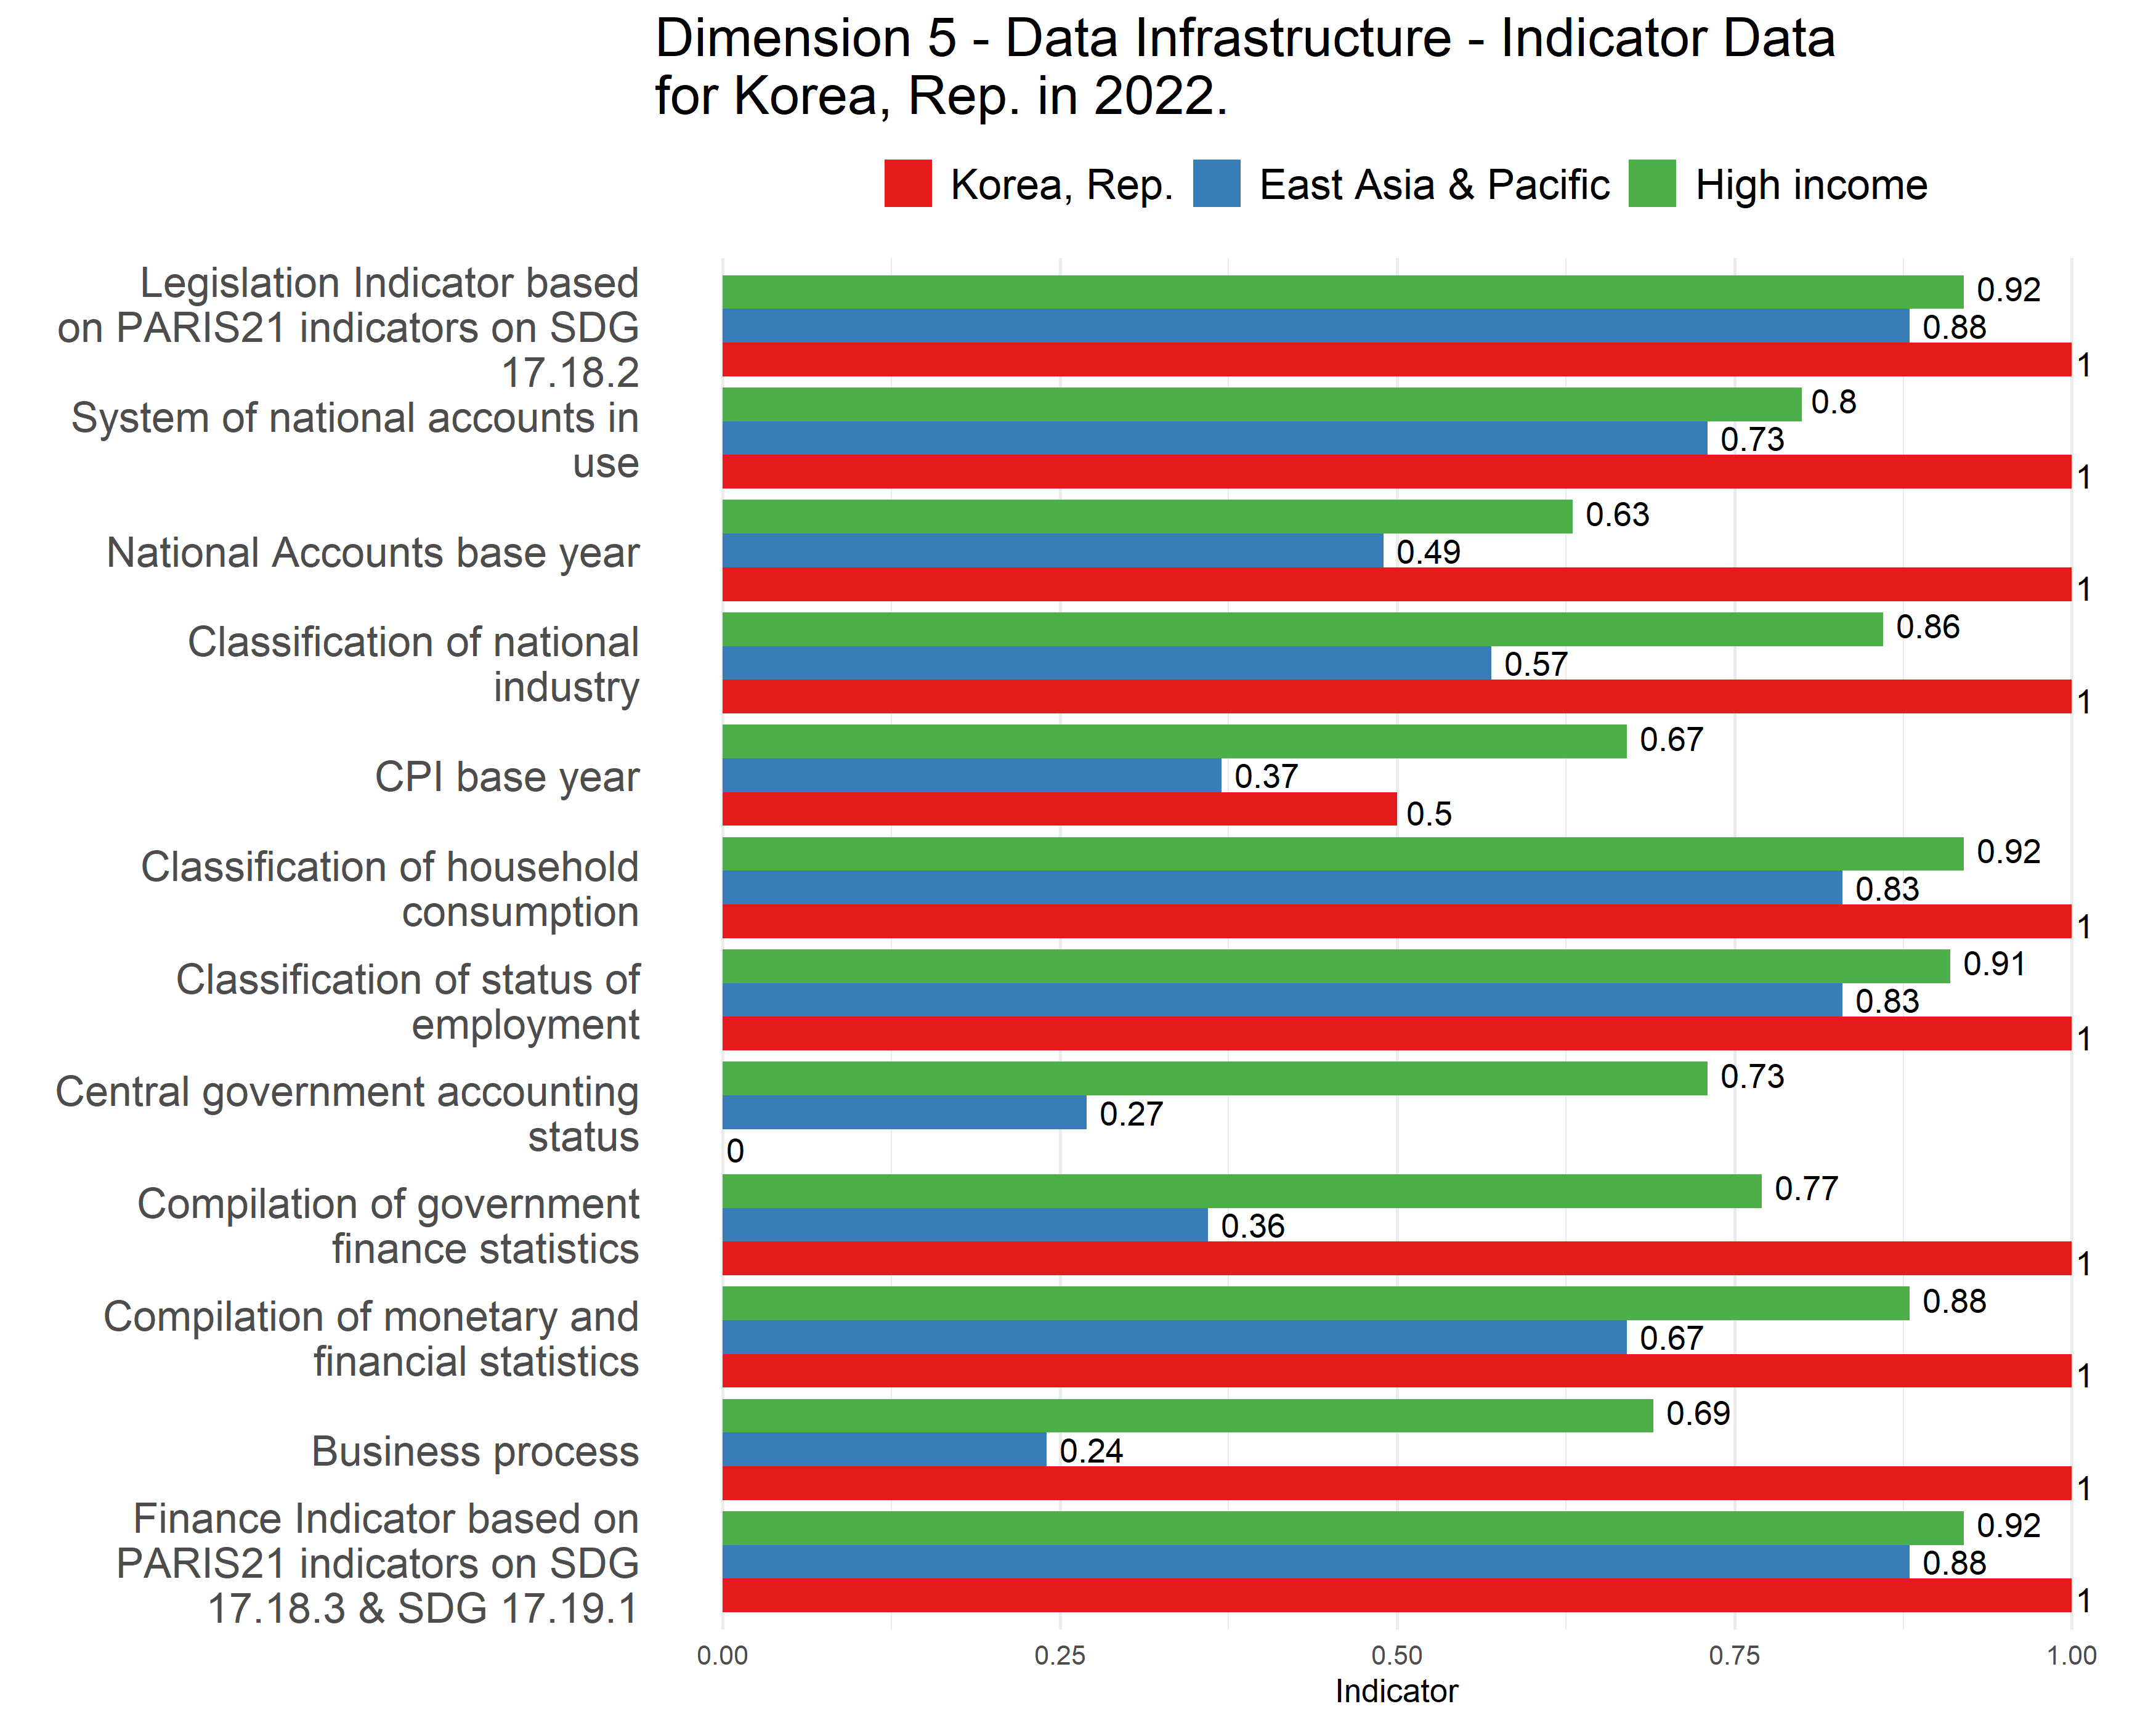 Dimension 5 - Data Infrastructure - Indicator Data
for Korea, Rep. in 2022.
Korea, Rep. East Asia & Pacific High income
Legislation Indicator based
on PARIS21 indicators on SDG
17.18.2
0.92
0.88
1
System of national accounts in
use
0.8
0.73
1
National Accounts base year
0.63
0.49
1
Classification of national
industry
0.86
0.57
1
CPI base year
0.67
0.37
0.5
Classification of household
consumption
0.92
0.83
1
Classification of status of
employment
0.91
0.83
1
Central government accounting
status
0.73
0.27
0
Compilation of government
finance statistics
0.77
0.36
1
Compilation of monetary and
financial statistics
0.88
0.67
1
Business process
0.69
0.24
1
Finance Indicator based on
PARIS21 indicators on SDG
17.18.3 & SDG 17.19.1
0.92
0.88
1
0.00 0.25 0.50 0.75 1.00
Indicator